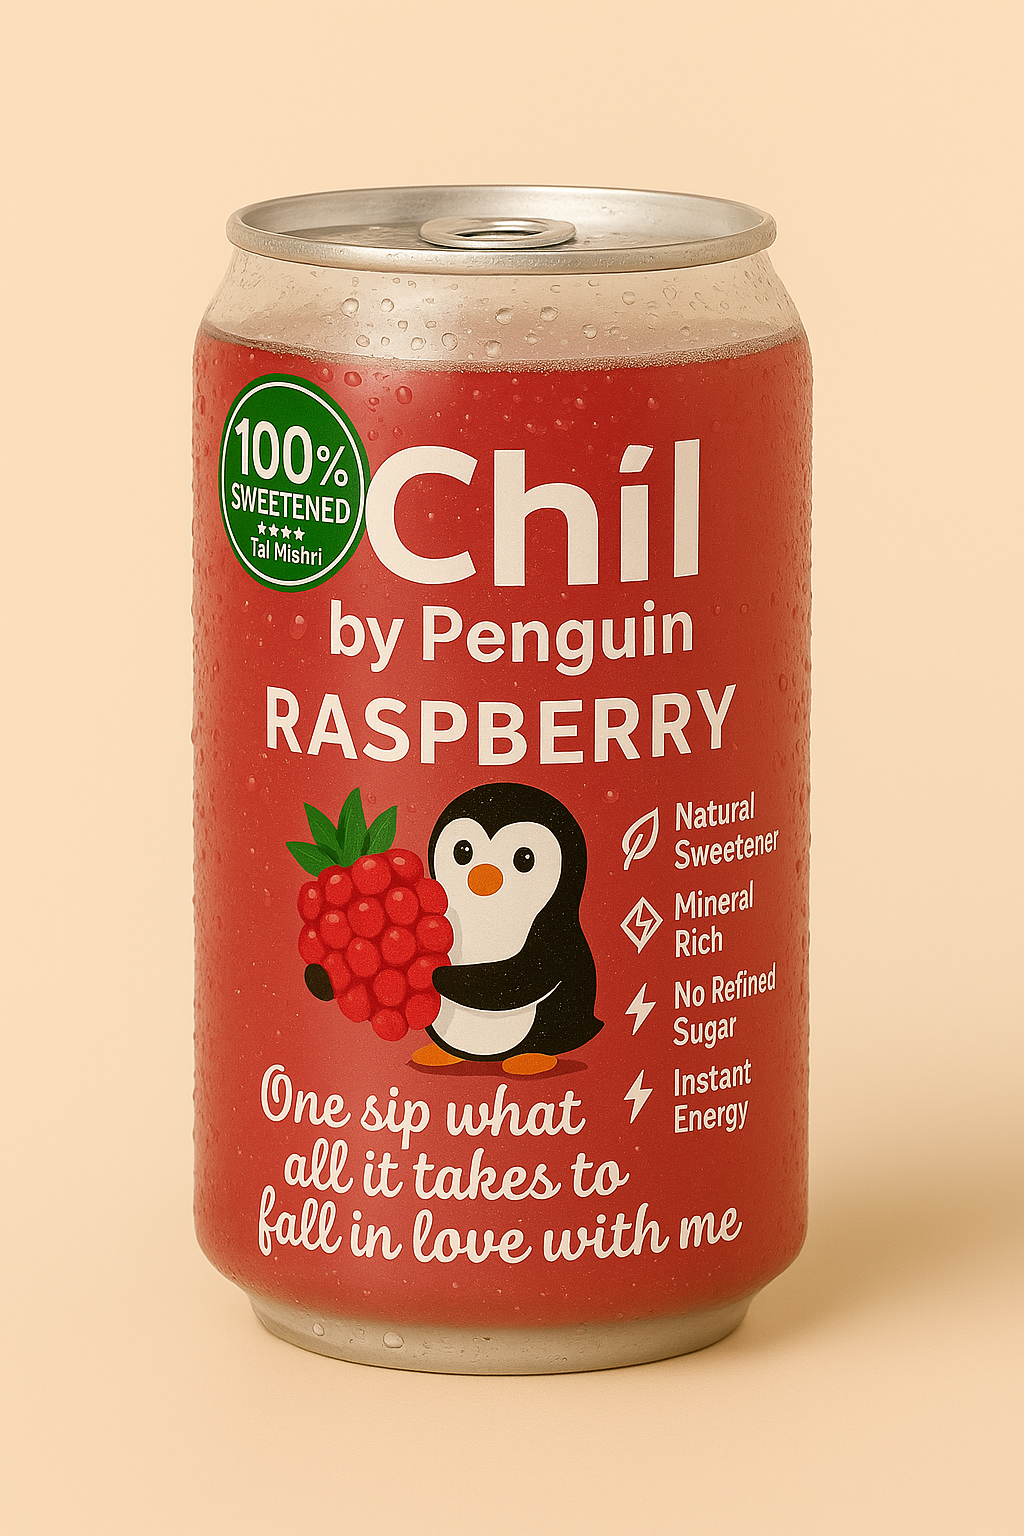 100%
SWEETENED
Tal Mishri
Chíl
by Penguin
RASPBERRY
Natural
Sweetener
Mineral
Rich
No Refined
Sugar
Instant
Energy
One sip what
all it takes to
fall in love with me